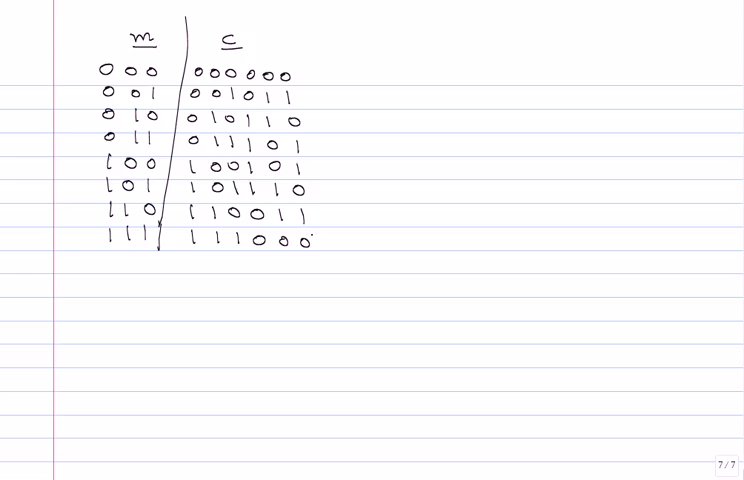 m c
0 0 0 0 0 0 0 0 0
0 0 1 0 0 1 0 1 1
0 1 0 0 1 0 1 1 0
0 1 1 0 1 1 1 0 1
1 0 0 1 0 0 1 0 1
1 0 1 1 0 1 1 1 0
1 1 0 1 1 0 0 1 1
1 1 1 1 1 1 0 0 0
7 / 7